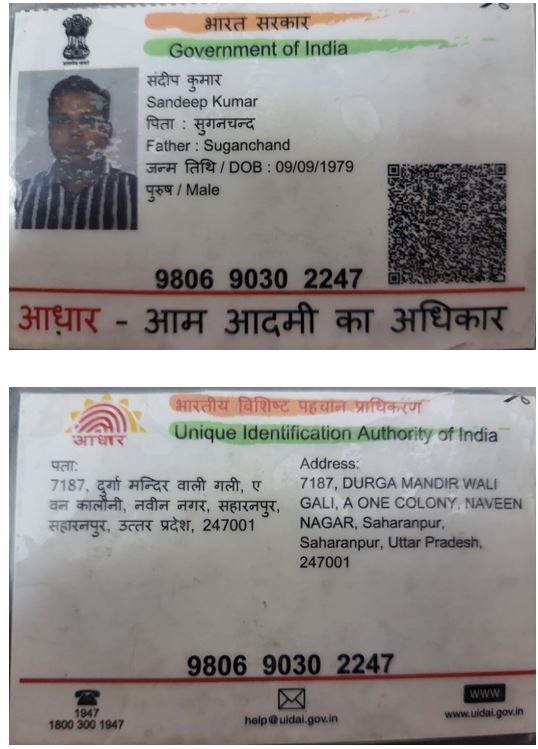 भारत सरकार
Government of India
संदीप कुमार
Sandeep Kumar
पिता : सुगनचन्द
Father : Suganchand
जन्म तिथि / DOB : 09/09/1979
पुरुष / Male
9806 9030 2247
आधार - आम आदमी का अधिकार
भारतीय विशिष्ट पहचान प्राधिकरण
आधार
Unique Identification Authority of India
पता:
7187, दुर्गा मन्दिर वाली गली, ए
वन कालोनी, नवीन नगर, सहारनपुर,
सहारनपुर, उत्तर प्रदेश, 247001
Address:
7187, DURGA MANDIR WALI
GALI, A ONE COLONY, NAVEEN
NAGAR, Saharanpur,
Saharanpur, Uttar Pradesh,
247001
9806 9030 2247
1947
1800 300 1947
help@uidai.gov.in
WWW
www.uidai.gov.in